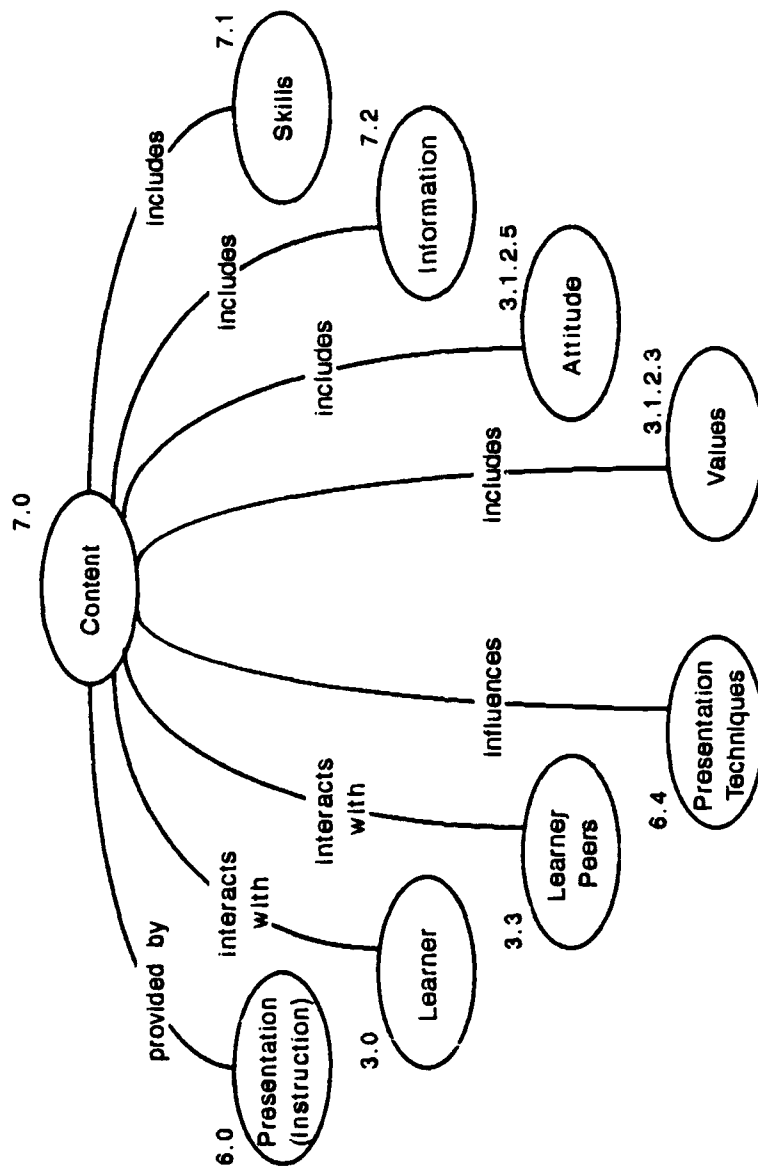 7.0
Content
provided by
6.0
Presentation
(Instruction)
interacts
with
3.0
Learner
Interacts
with
3.3
Learner
Peers
Influences
6.4
Presentation
Techniques
Includes
3.1.2.3
Values
includes
3.1.2.5
Attitude
includes
7.2
Information
includes
7.1
Skills